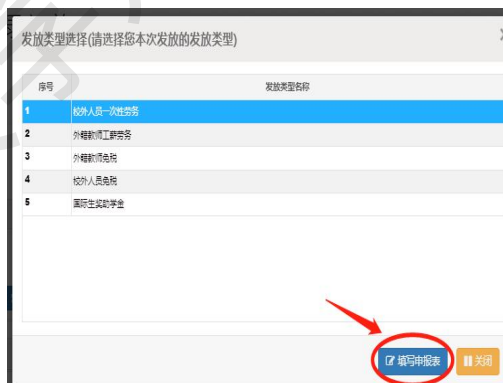 发放类型选择(请选择您本次发放的发放类型)
序号 发放类型名称
1 校外人员一次性劳务
2 外籍教师工薪劳务
3 外籍教师免税
4 校外人员免税
5 国际生奖助学金
填写申报表 关闭